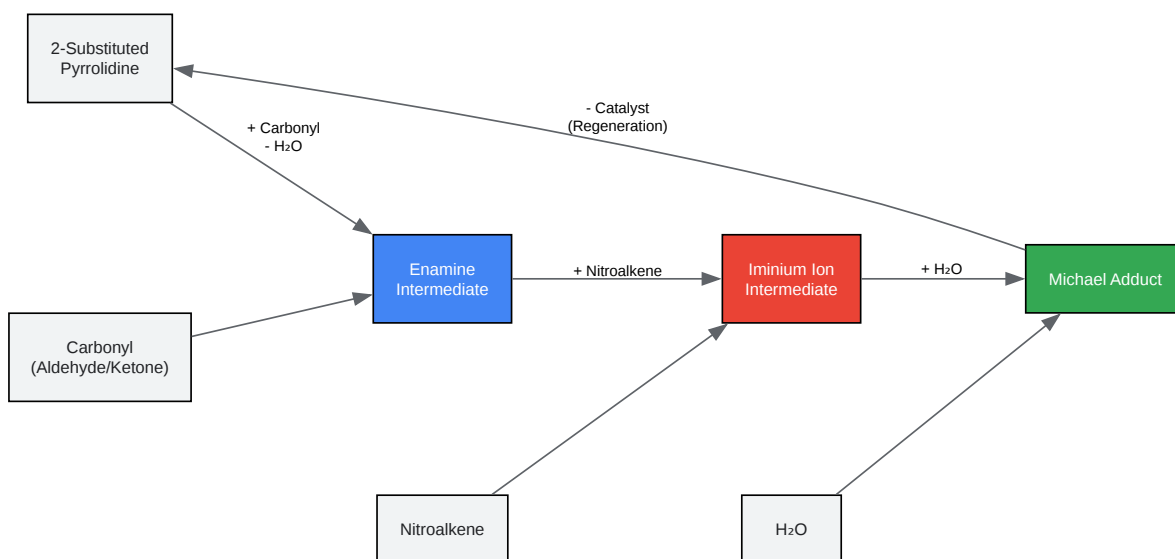 2-Substituted
Pyrrolidine
- Catalyst
(Regeneration)
+ Carbonyl
- H₂O
Enamine
Intermediate
+ Nitroalkene
Iminium Ion
Intermediate
+ H₂O
Michael Adduct
Carbonyl
(Aldehyde/Ketone)
Nitroalkene
H₂O